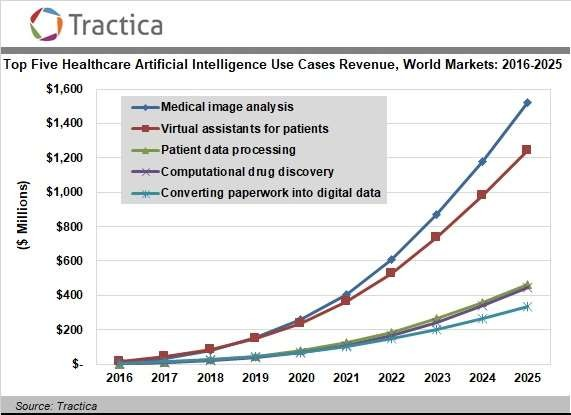 Tractica
Top Five Healthcare Artificial Intelligence Use Cases Revenue, World Markets: 2016-2025
$1,600
$1,400
$1,200
$1,000
$800
$600
$400
$200
$-
($ Millions)
Medical image analysis
Virtual assistants for patients
Patient data processing
Computational drug discovery
Converting paperwork into digital data
2016 2017 2018 2019 2020 2021 2022 2023 2024 2025
Source: Tractica